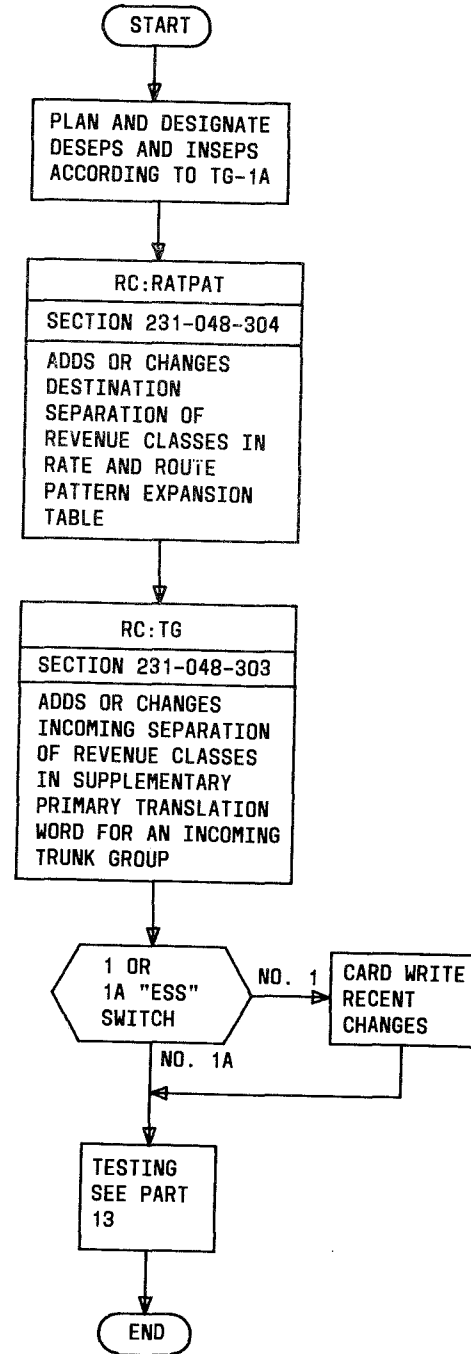 START
PLAN AND DESIGNATE
DESEPS AND INSEPS
ACCORDING TO TG-1A
RC:RATPAT
SECTION 231-048-304
ADDS OR CHANGES
DESTINATION
SEPARATION OF
REVENUE CLASSES IN
RATE AND ROUTE
PATTERN EXPANSION
TABLE
RC:TG
SECTION 231-048-303
ADDS OR CHANGES
INCOMING SEPARATION
OF REVENUE CLASSES
IN SUPPLEMENTARY
PRIMARY TRANSLATION
WORD FOR AN INCOMING
TRUNK GROUP
1 OR
1A "ESS"
SWITCH
NO. 1
CARD WRITE
RECENT
CHANGES
NO. 1A
TESTING
SEE PART
13
END